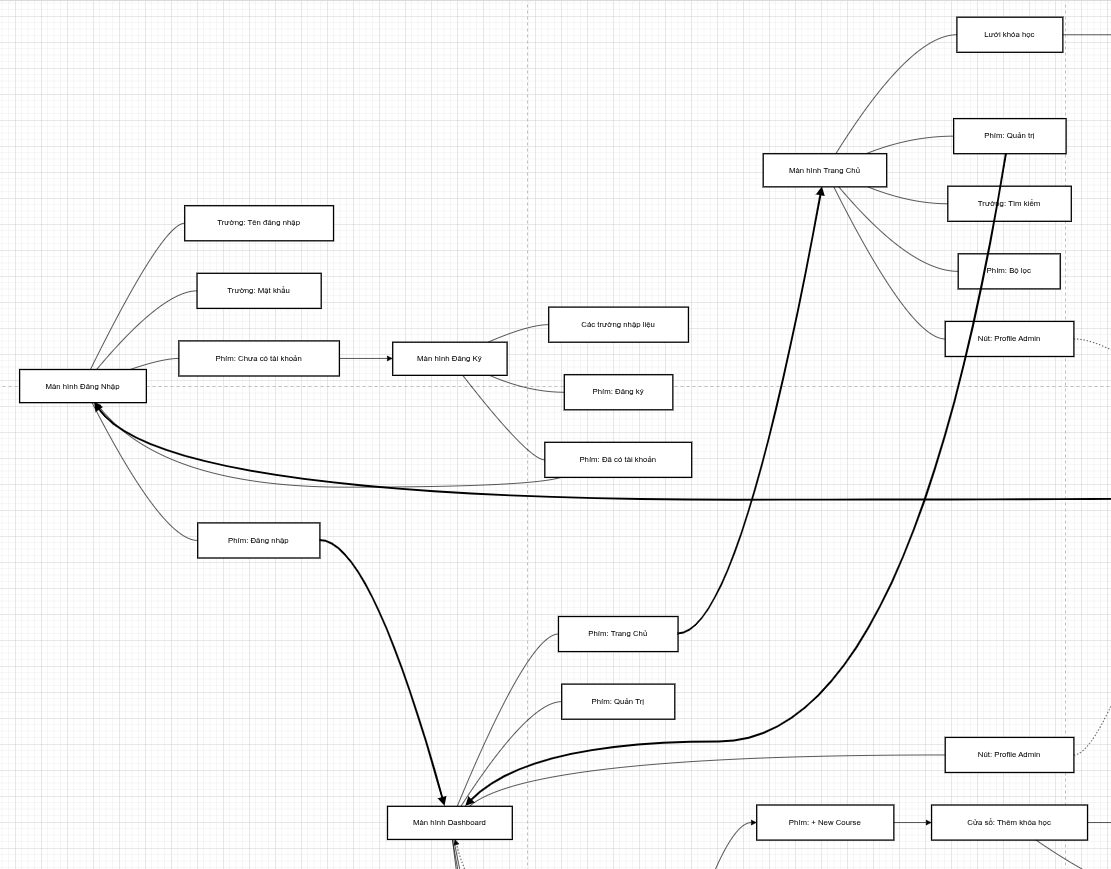 Lưới khóa học
Phím: Quản trị
Màn hình Trang Chủ
Trường: Tìm kiếm
Trường: Tên đăng nhập
Phím: Bộ lọc
Trường: Mật khẩu
Các trường nhập liệu
Nút: Profile Admin
Phím: Chưa có tài khoản
Màn hình Đăng Ký
Màn hình Đăng Nhập
Phím: Đăng ký
Phím: Đã có tài khoản
Phím: Đăng nhập
Phím: Trang Chủ
Phím: Quản Trị
Nút: Profile Admin
Màn hình Dashboard
Phím: + New Course
Cửa sổ: Thêm khóa học